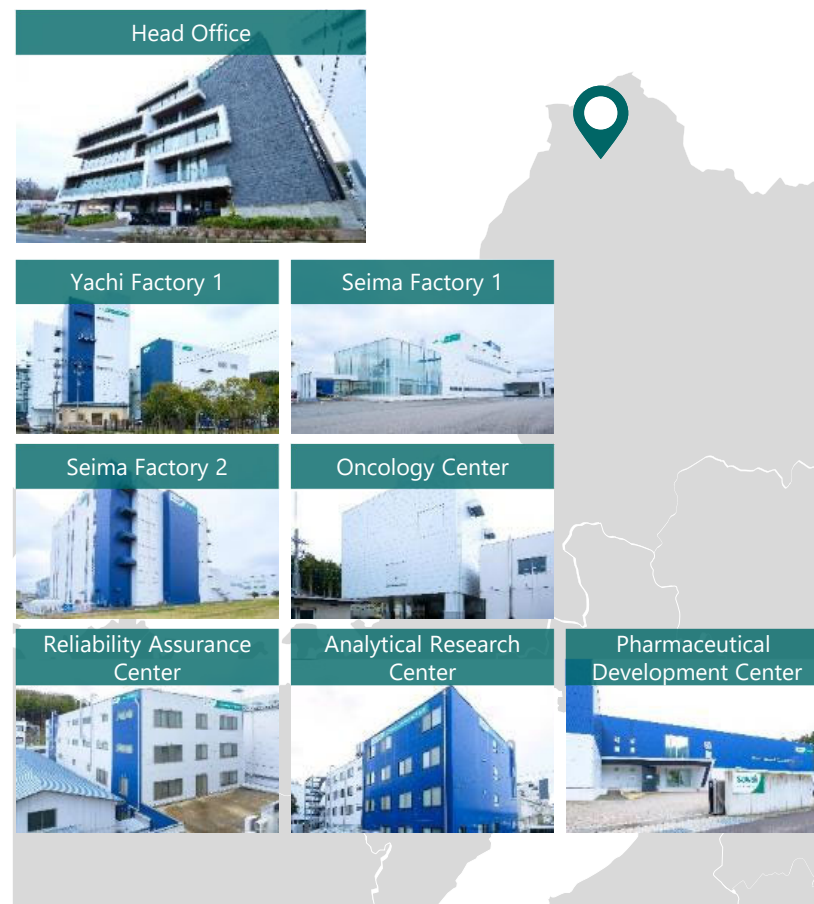 Head Office
Yachi Factory 1
Seima Factory 1
Seima Factory 2
Oncology Center
Reliability Assurance
Center
Analytical Research
Center
Pharmaceutical
Development Center